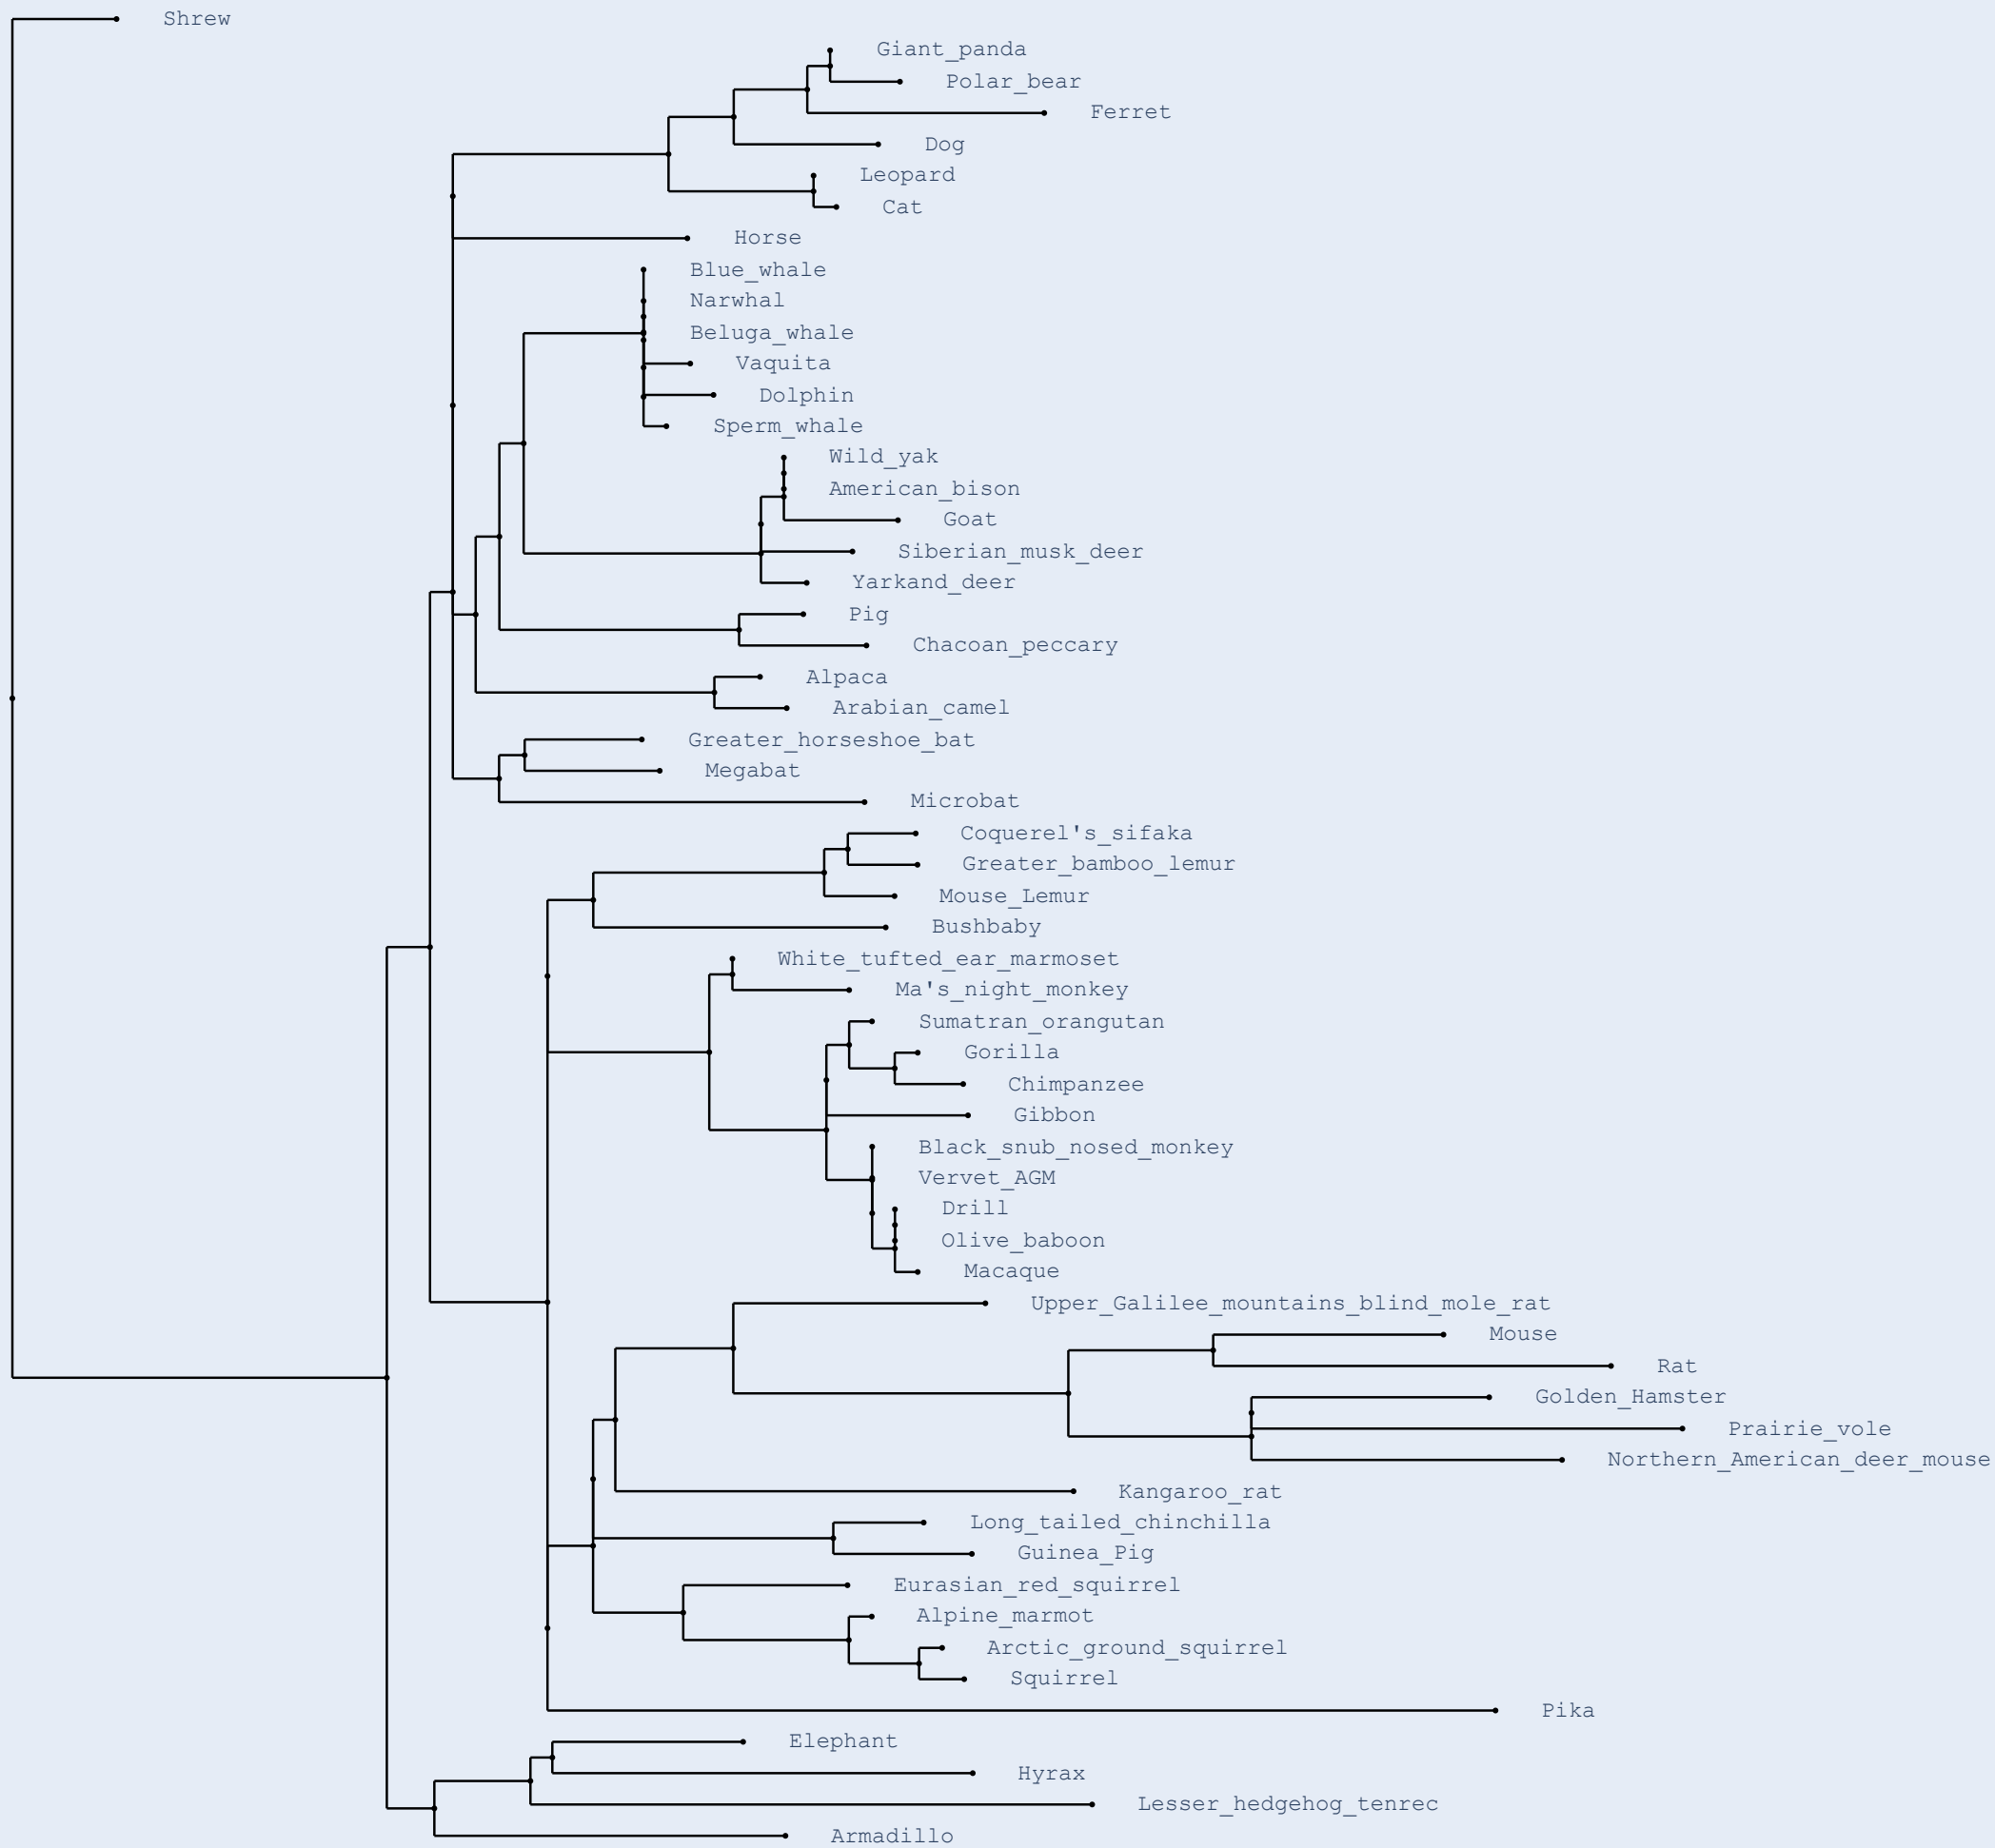 Shrew
Giant_panda
Polar_bear
Ferret
Dog
Leopard
Cat
Horse
Blue_whale
Narwhal
Beluga_whale
Vaquita
Dolphin
Sperm_whale
Wild_yak
American_bison
Goat
Siberian_musk_deer
Yarkand_deer
Pig
Chacoan_peccary
Alpaca
Arabian_camel
Greater_horseshoe_bat
Megabat
Microbat
Coquerel's_sifaka
Greater_bamboo_lemur
Mouse_Lemur
Bushbaby
White_tufted_ear_marmoset
Ma's_night_monkey
Sumatran_orangutan
Gorilla
Chimpanzee
Gibbon
Black_snub_nosed_monkey
Vervet_AGM
Drill
Olive_baboon
Macaque
Upper_Galilee_mountains_blind_mole_rat
Mouse
Rat
Golden_Hamster
Prairie_vole
Northern_American_deer_mouse
Kangaroo_rat
Long_tailed_chinchilla
Guinea_Pig
Eurasian_red_squirrel
Alpine_marmot
Arctic_ground_squirrel
Squirrel
Pika
Elephant
Hyrax
Lesser_hedgehog_tenrec
Armadillo